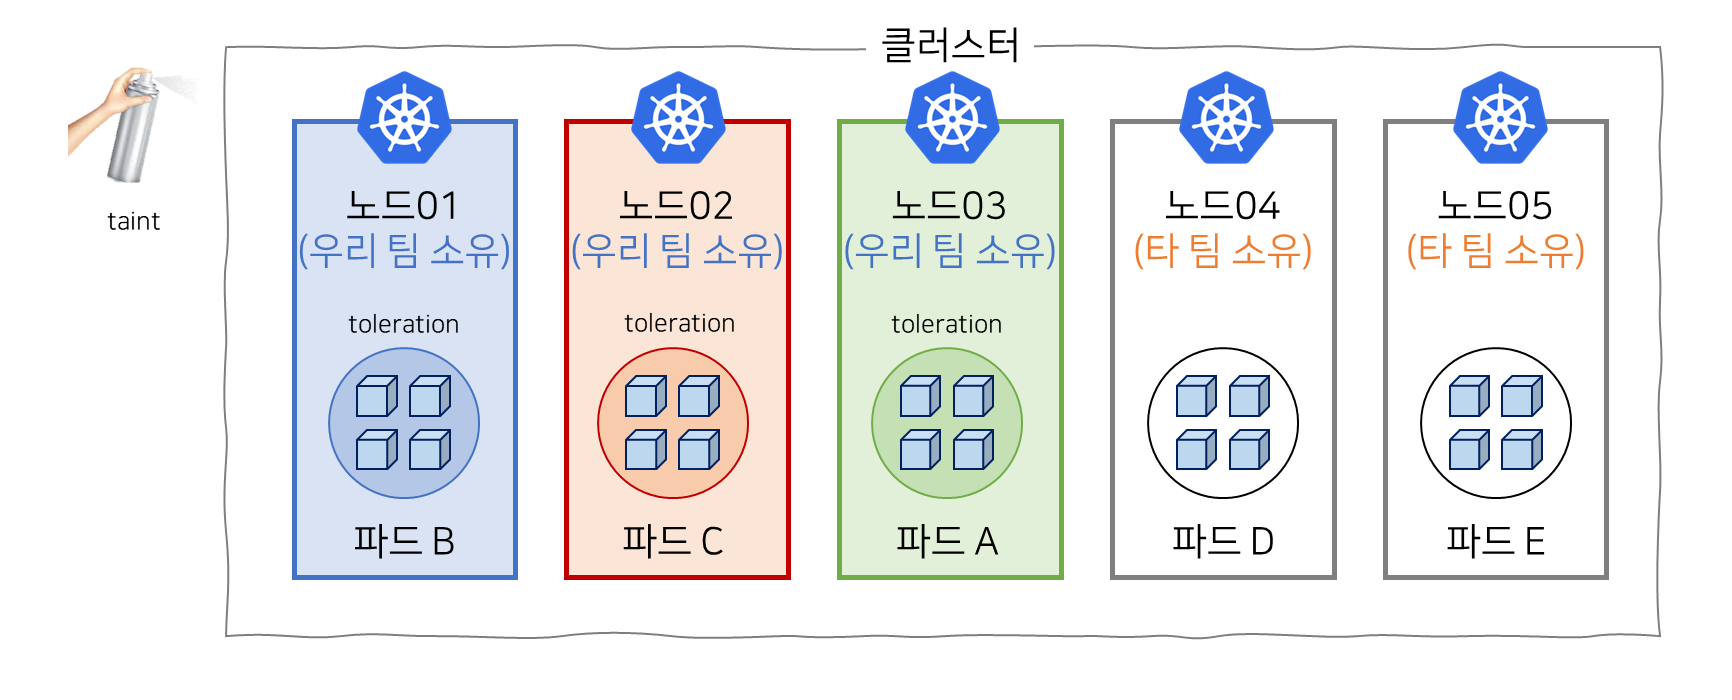 클러스터
taint
노드01
(우리 팀 소유)
toleration
파드 B
노드02
(우리 팀 소유)
toleration
파드 C
노드03
(우리 팀 소유)
toleration
파드 A
노드04
(타 팀 소유)
파드 D
노드05
(타 팀 소유)
파드 E